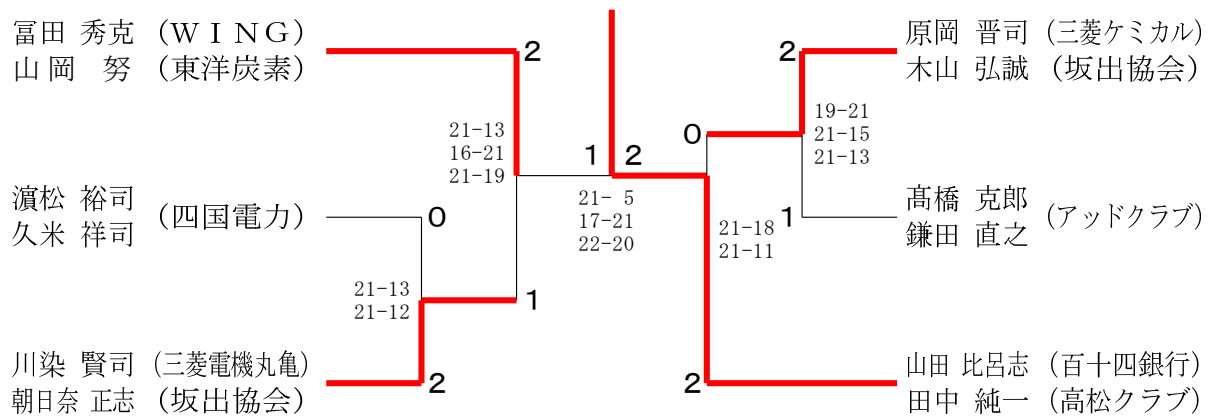 冨田 秀克 (ＷＩＮＧ)
山岡 努 (東洋炭素)
2
21-13
16-21
21-19
濵松 裕司
久米 祥司
(四国電力)
0
21-13
21-12
1
川染 賢司 (三菱電機丸亀)
朝日奈 正志 (坂出協会)
2
1 2
21- 5
17-21
22-20
原岡 晋司 (三菱ケミカル)
木山 弘誠 (坂出協会)
2
19-21
21-15
21-13
0
髙橋 克郎
鎌田 直之
(アッドクラブ)
1
21-18
21-11
山田 比呂志 (百十四銀行)
田中 純一 (高松クラブ)
2